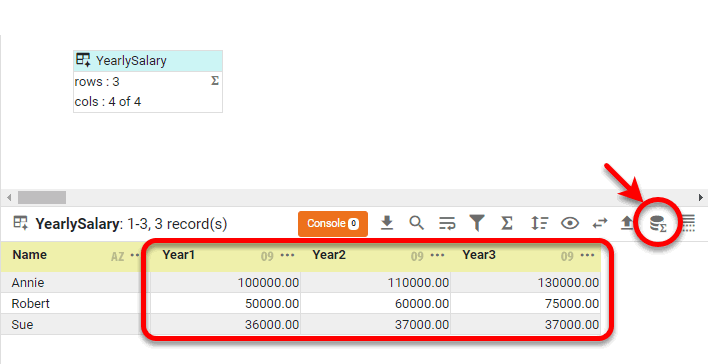 YearlySalary
rows : 3 Σ
cols : 4 of 4
YearlySalary: 1-3, 3 record(s) Console 0 Σ Σ
Name AZ ••• Year1 09 ••• Year2 09 ••• Year3 09 •••
Annie 100000.00 110000.00 130000.00
Robert 50000.00 60000.00 75000.00
Sue 36000.00 37000.00 37000.00